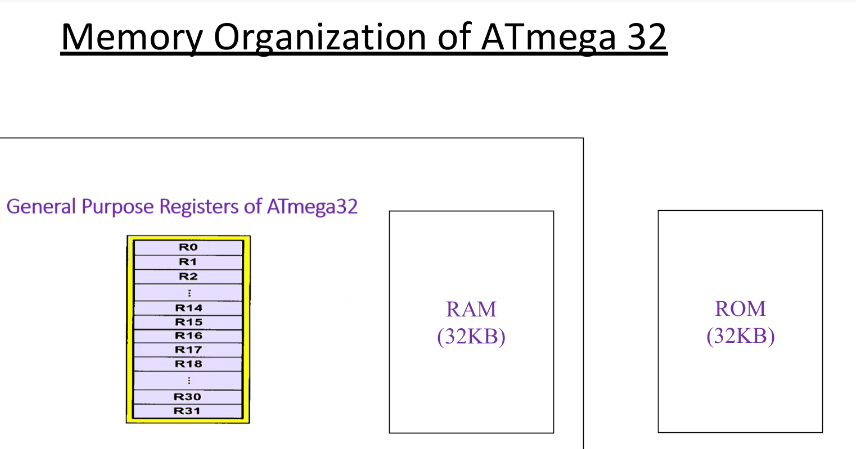 Memory Organization of ATmega 32
General Purpose Registers of ATmega32
R0
R1
R2
⋮
R14
R15
R16
R17
R18
⋮
R30
R31
RAM
(32KB)
ROM
(32KB)